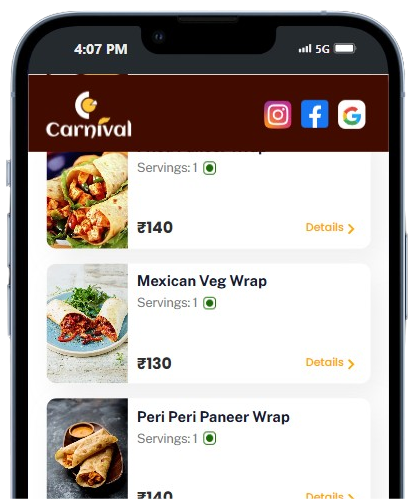 4:07 PM
5G
Carnival
Servings: 1
₹140
Details
Mexican Veg Wrap
Servings: 1
₹130
Details
Peri Peri Paneer Wrap
Servings: 1
₹140
Details